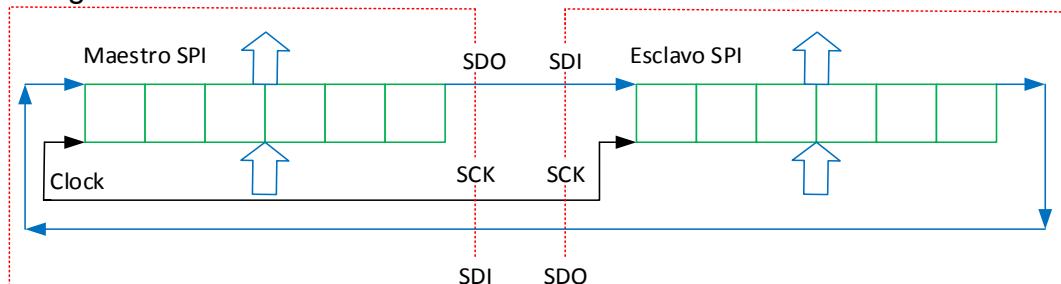 Maestro SPI
SDO
SDI
Esclavo SPI
Clock
SCK
SCK
SDI
SDO